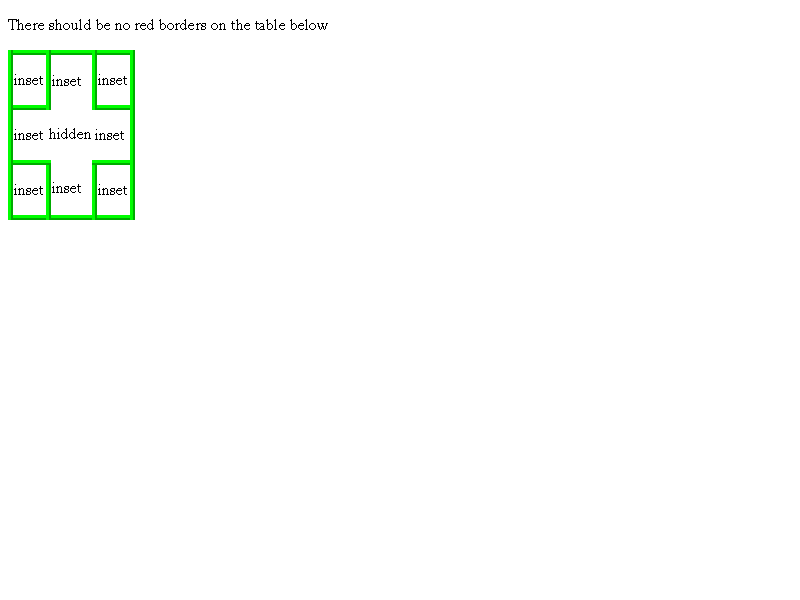 There should be no red borders on the table below
inset inset inset
inset hidden inset
inset inset inset